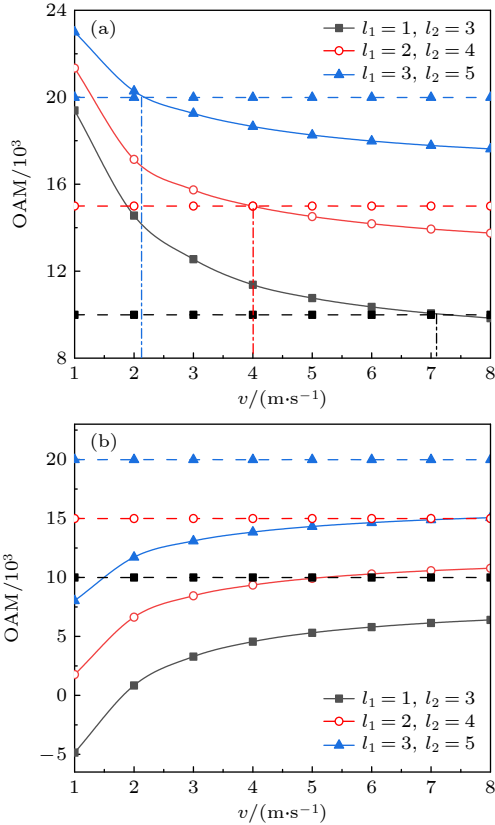 (a)
l₁ = 1, l₂ = 3
l₁ = 2, l₂ = 4
l₁ = 3, l₂ = 5
OAM/10³
24
20
16
12
8
1 2 3 4 5 6 7 8
v/(m·s⁻¹)
(b)
OAM/10³
20
15
10
5
0
−5
l₁ = 1, l₂ = 3
l₁ = 2, l₂ = 4
l₁ = 3, l₂ = 5
1 2 3 4 5 6 7 8
v/(m·s⁻¹)